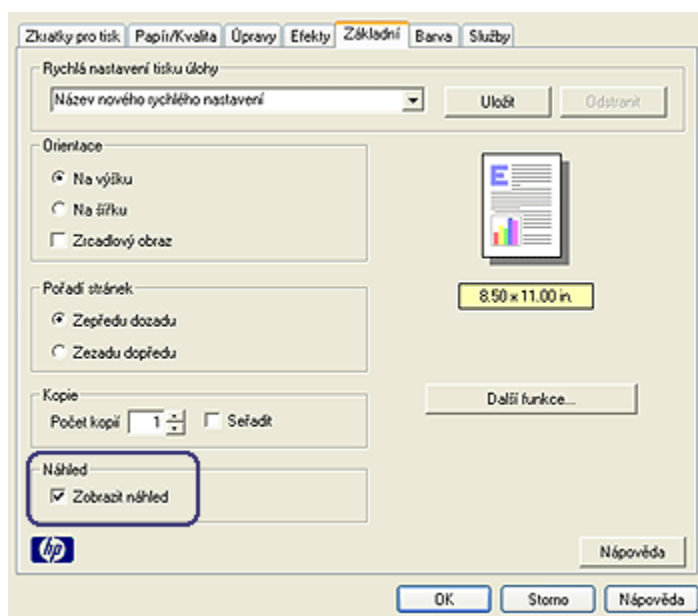 Zkratky pro tisk Papír/Kvalita Úpravy Efekty Základní Barva Služby
Rychlá nastavení tisku úlohy
Název nového rychlého nastavení Uložit Odstranit
Orientace
Na výšku
Na šířku
Zrcadlový obraz
E
8.50 × 11.00 in.
Pořadí stránek
Zepředu dozadu
Zezadu dopředu
Kopie
Počet kopií 1 Seřadit
Další funkce...
Náhled
Zobrazit náhled
hp
Nápověda
OK Storno Nápověda